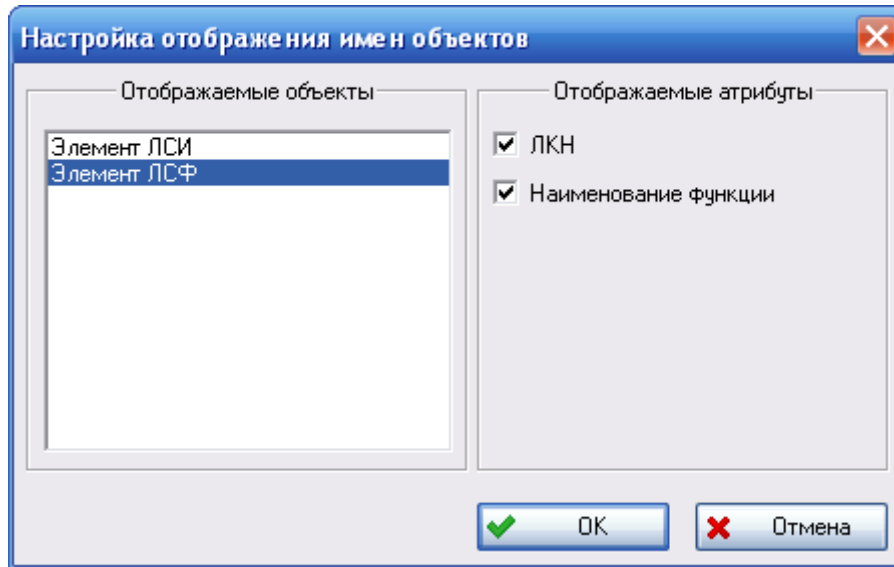 Настройка отображения имен объектов
Отображаемые объекты
Элемент ЛСИ
Элемент ЛСФ
Отображаемые атрибуты
ЛКН
Наименование функции
OK
Отмена